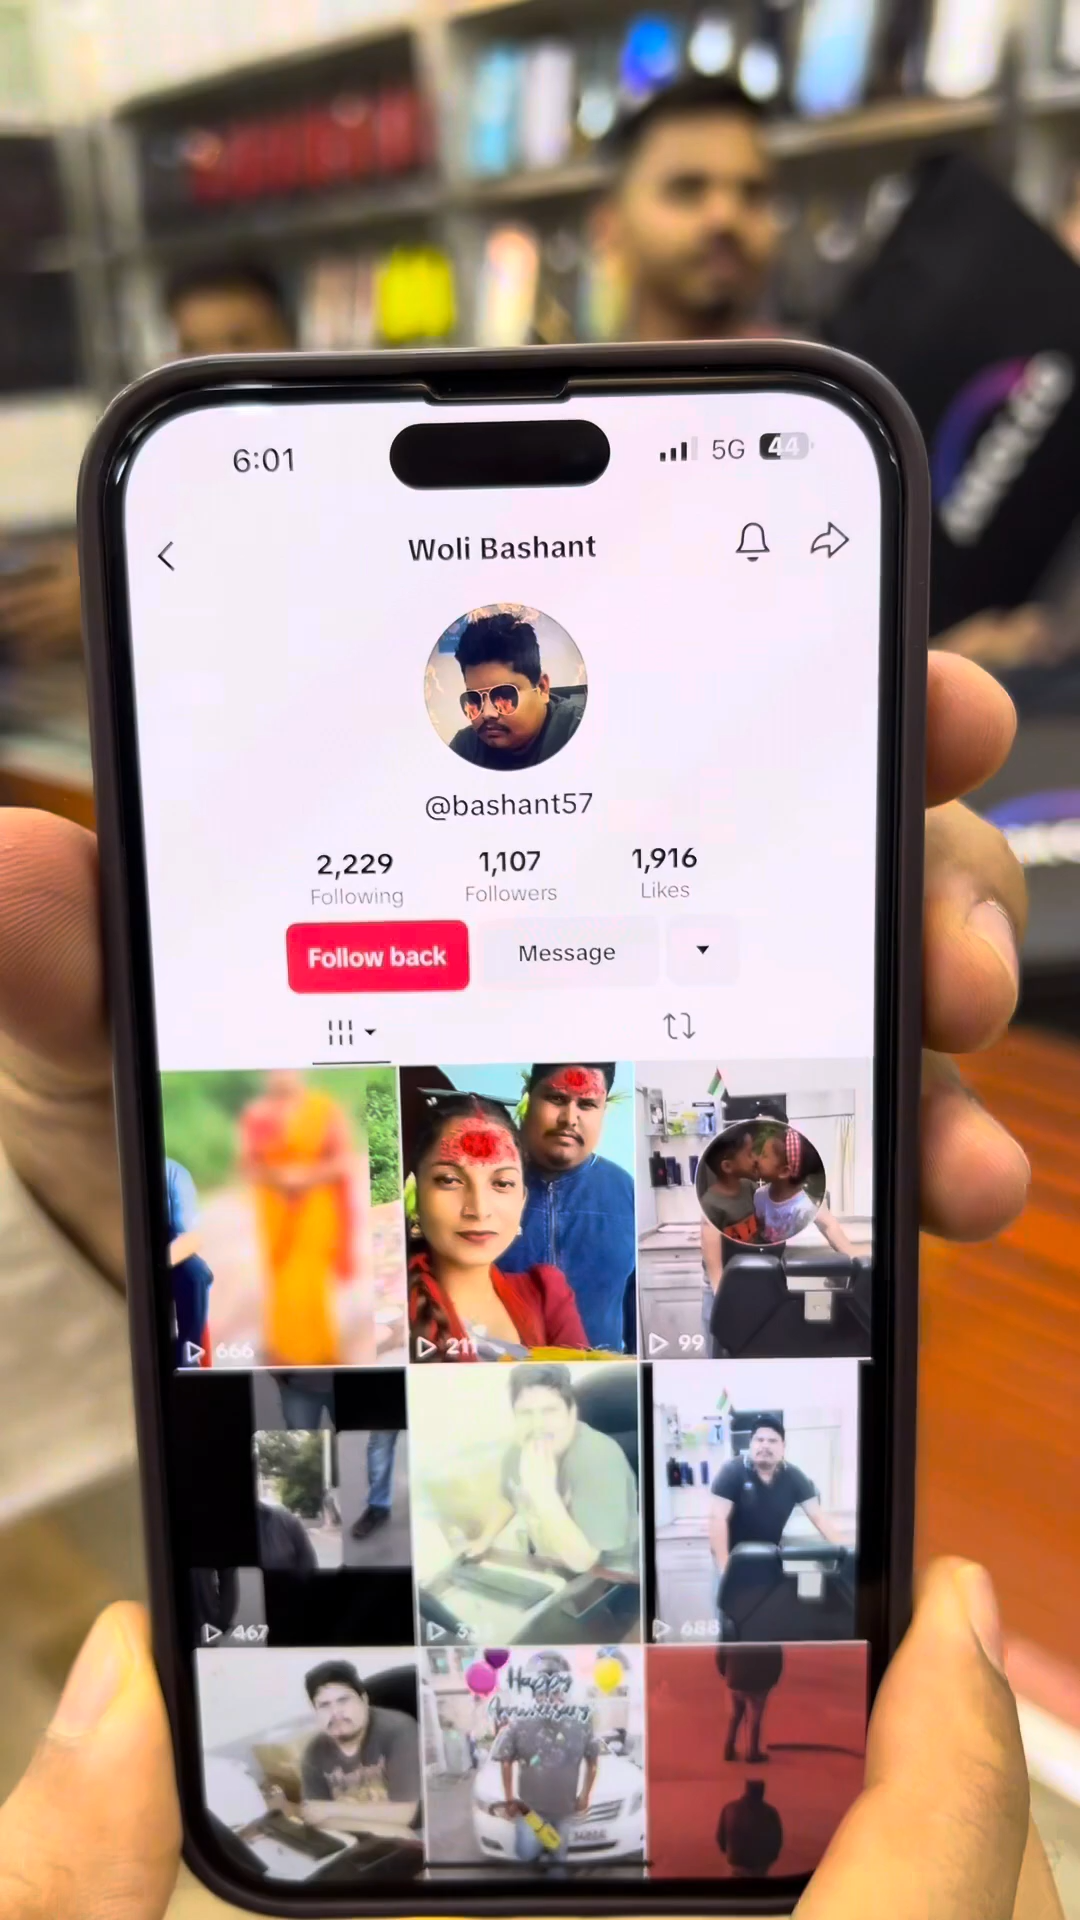 6:01
5G
44
Woli Bashant
@bashant57
2,229
Following
1,107
Followers
1,916
Likes
Follow back
Message
666
211
99
467
688
Happy
Anniversary